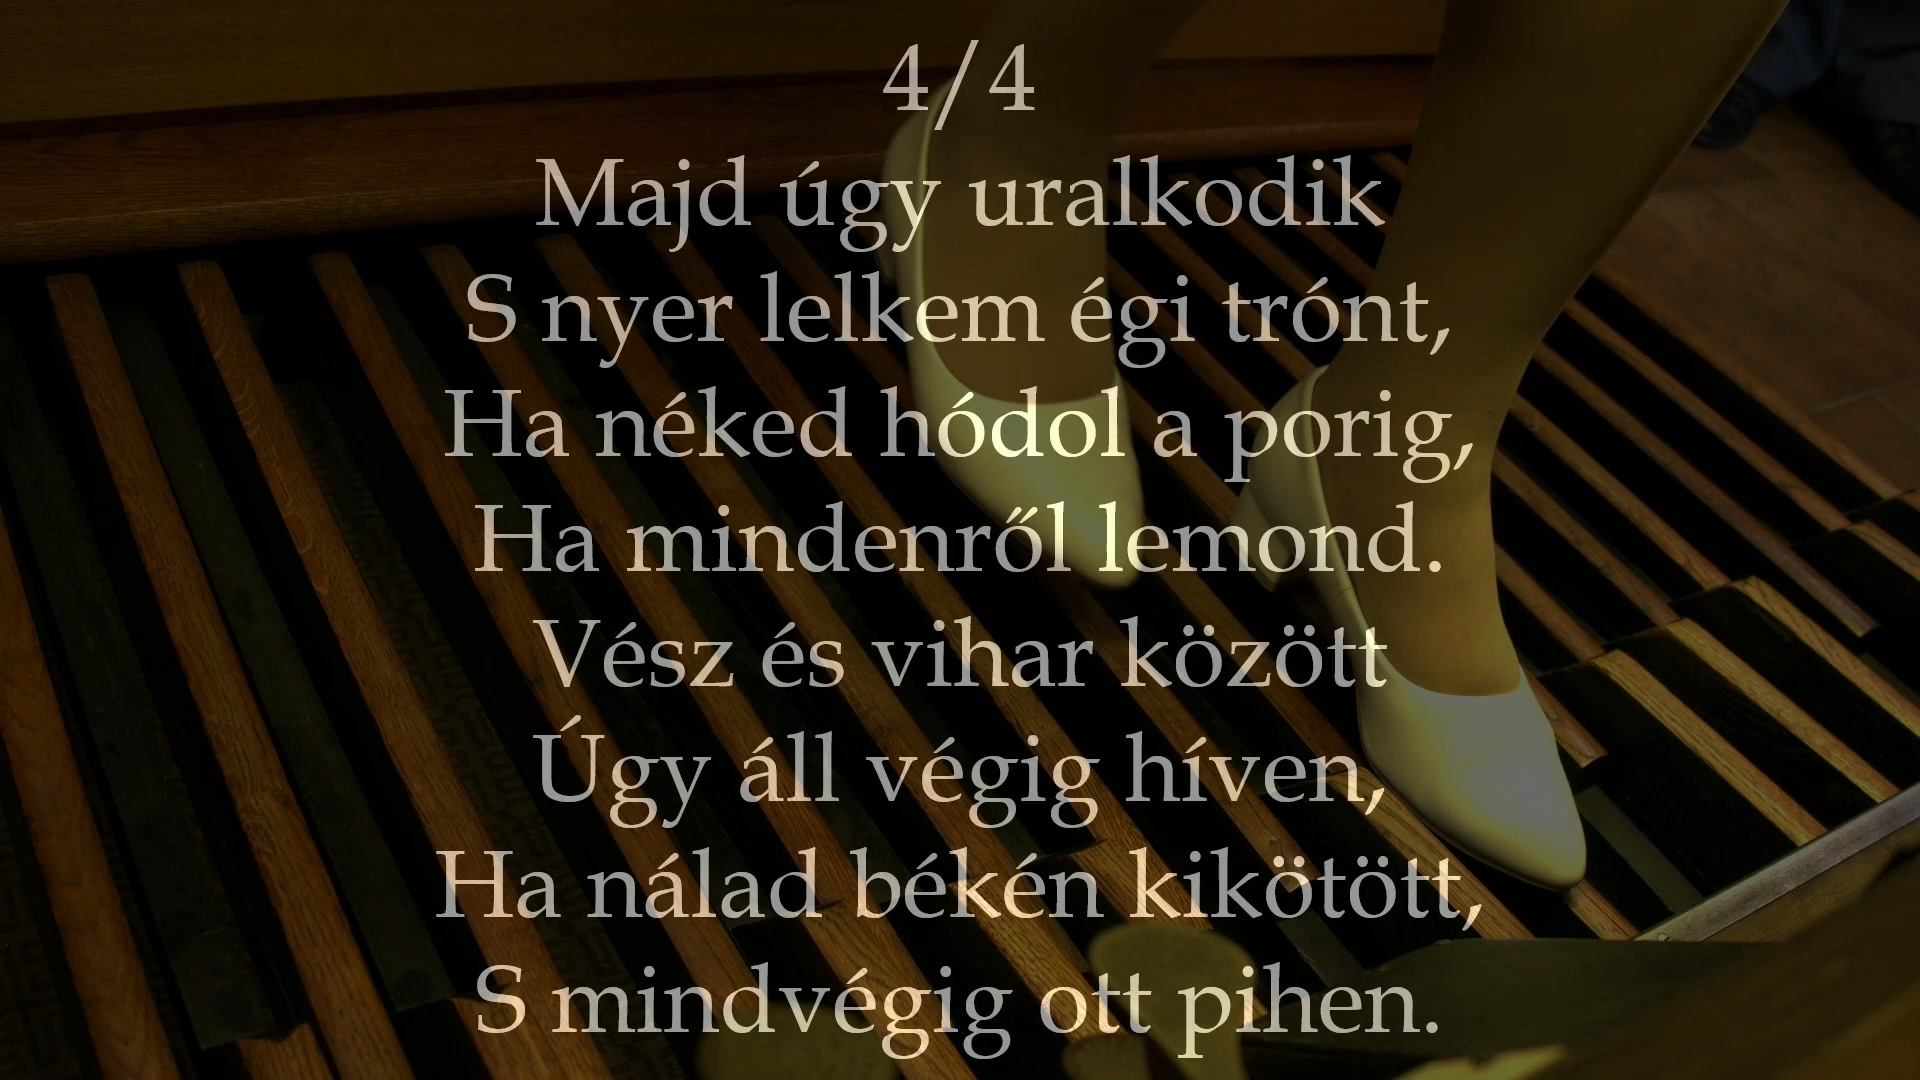 4/4
Majd úgy uralkodik
S nyer lelkem égi trónt,
Ha néked hódol a porig,
Ha mindenről lemond.
Vész és vihar között
Úgy áll végig híven,
Ha nálad békén kikötött,
S mindvégig ott pihen.